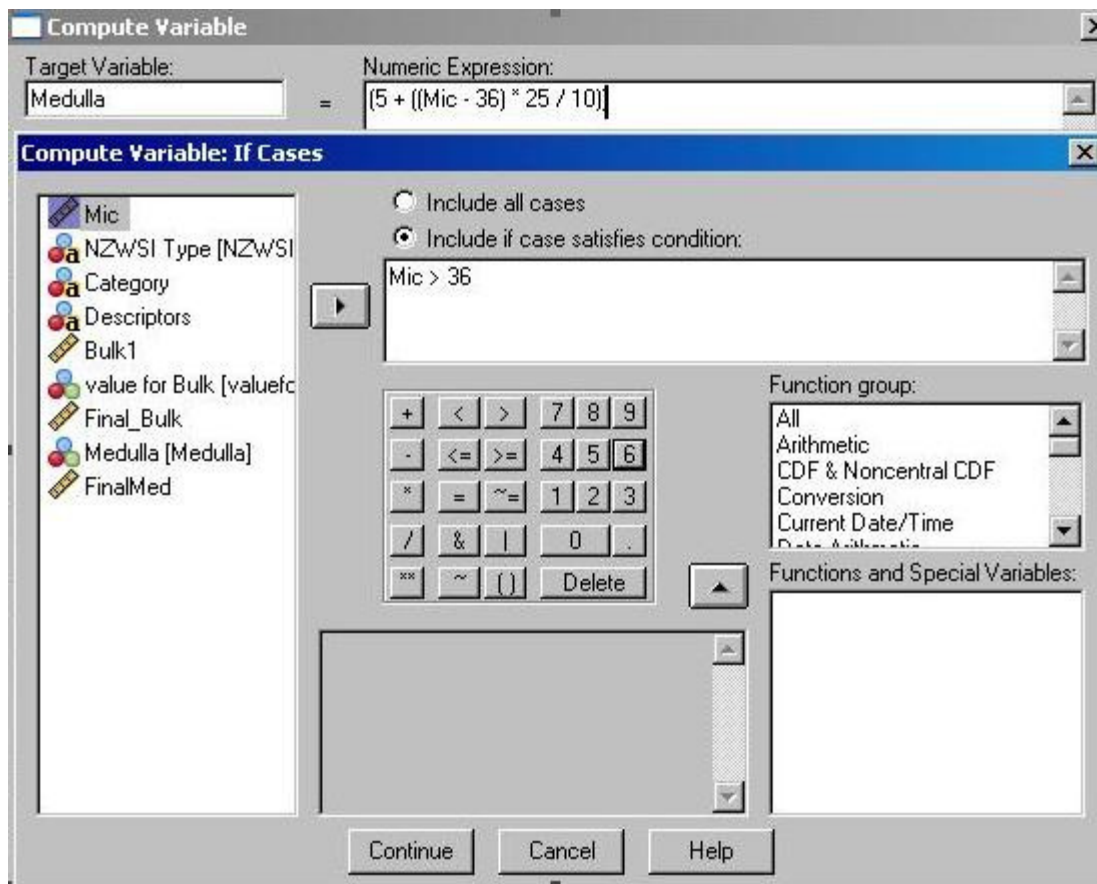 Compute Variable
Target Variable:
Numeric Expression:
Medulla
=
(5 + ((Mic - 36) * 25 / 10))
Compute Variable: If Cases
Mic
NZWSI Type [NZWSI
Category
Descriptors
Bulk1
value for Bulk [valuefo
Final_Bulk
Medulla [Medulla]
FinalMed
Include all cases
Include if case satisfies condition:
Mic > 36
+ < > 7 8 9
- <= >= 4 5 6
* = ~= 1 2 3
/ & | 0 .
** ~ () Delete
Function group:
All
Arithmetic
CDF & Noncentral CDF
Conversion
Current Date/Time
Date Arithmetic
Functions and Special Variables:
Continue Cancel Help